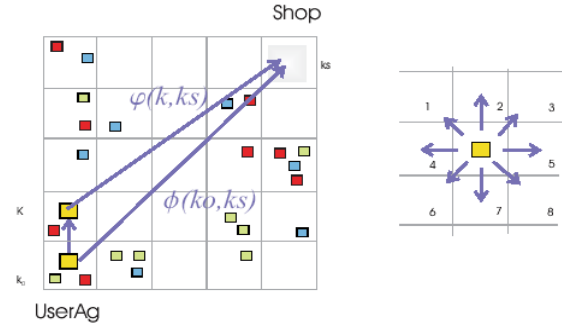 Shop
ks
φ(k,ks)
1 2 3
4 5
K
ϕ(ko,ks)
6 7 8
k₀
UserAg